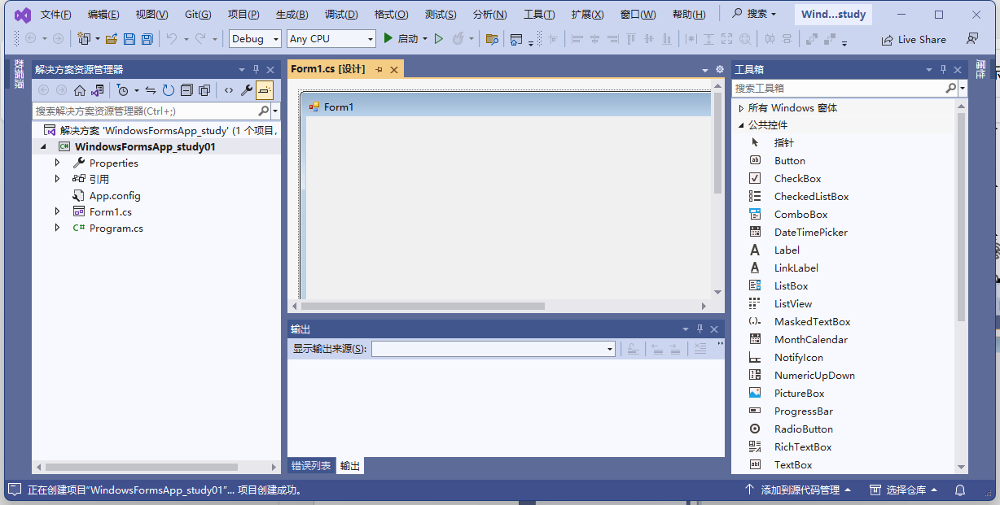 文件(F) 编辑(E) 视图(V) Git(G) 项目(P) 生成(B) 调试(D) 格式(O) 测试(S) 分析(N) 工具(T) 扩展(X) 窗口(W) 帮助(H) 搜索 Wind...study
Debug Any CPU 启动 Live Share
数据源
解决方案资源管理器
搜索解决方案资源管理器(Ctrl+;)
解决方案 'WindowsFormsApp_study' (1 个项目,
WindowsFormsApp_study01
Properties
引用
App.config
Form1.cs
Program.cs
Form1.cs [设计]
Form1
输出
显示输出来源(S):
错误列表 输出
工具箱
搜索工具箱
所有 Windows 窗体
公共控件
指针
Button
CheckBox
CheckedListBox
ComboBox
DateTimePicker
Label
LinkLabel
ListBox
ListView
MaskedTextBox
MonthCalendar
NotifyIcon
NumericUpDown
PictureBox
ProgressBar
RadioButton
RichTextBox
TextBox
属性
正在创建项目“WindowsFormsApp_study01”... 项目创建成功。 添加到源代码管理 选择仓库